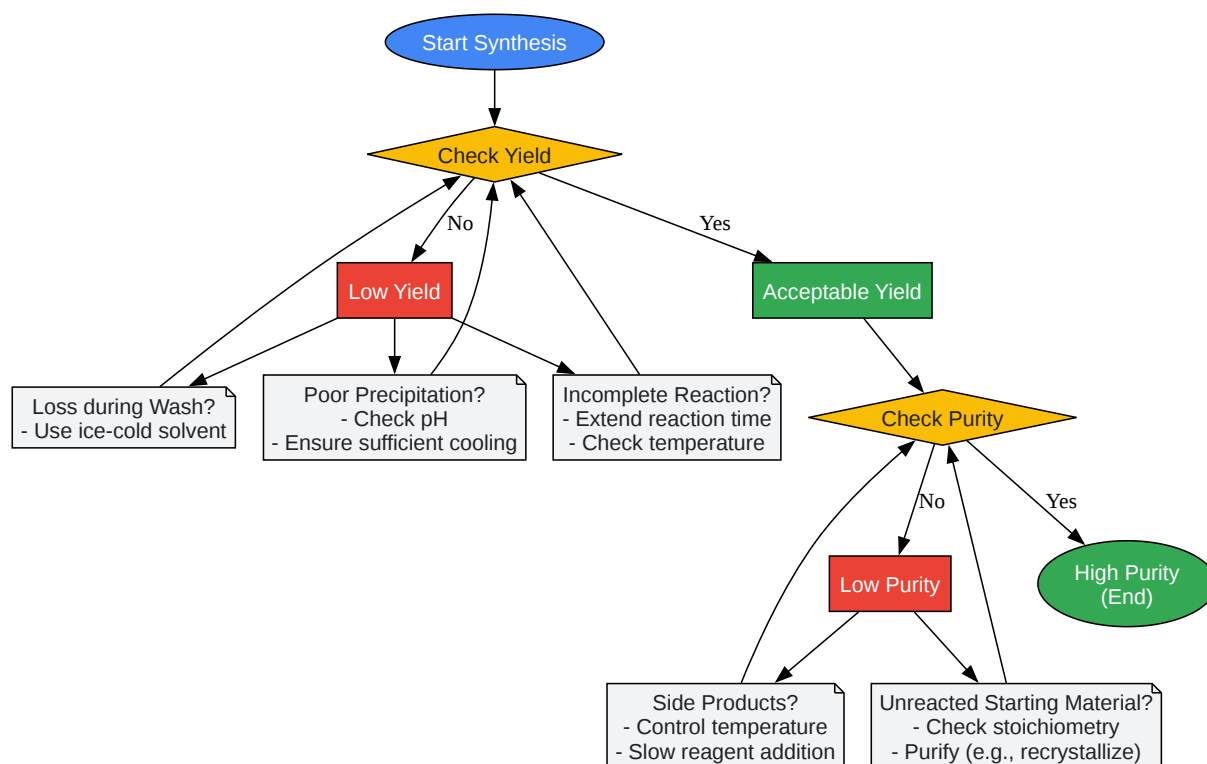 Start Synthesis
Check Yield
No
Yes
Low Yield
Acceptable Yield
Loss during Wash?
- Use ice-cold solvent
Poor Precipitation?
- Check pH
- Ensure sufficient cooling
Incomplete Reaction?
- Extend reaction time
- Check temperature
Check Purity
No
Yes
Low Purity
High Purity
(End)
Side Products?
- Control temperature
- Slow reagent addition
Unreacted Starting Material?
- Check stoichiometry
- Purify (e.g., recrystallize)